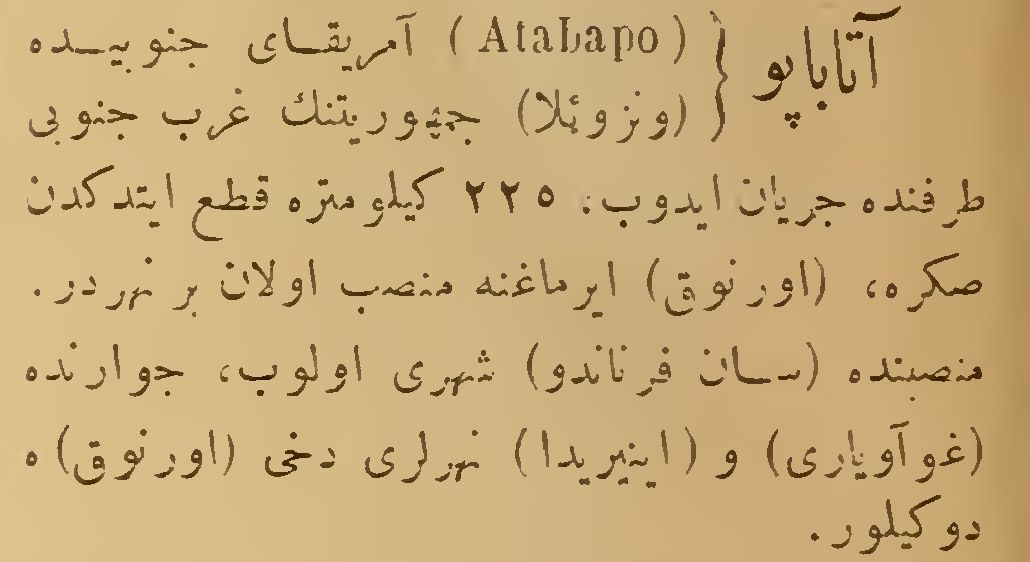 آتاباپو { (Atabapo) آمریقای جنوبیده
(ونزوئلا) جمهوریتنك غرب جنوبی
طرفنده جریان ایدوب، ٢٢٥ کیلومتره قطع ایتدکدن
صکره، (اورنوق) ایرماغنه منصب اولان بر نهردر.
منصبنده (سان فرناندو) شهری اولوب، جوارنده
(غوآویاری) و (اینیریدا) نهرلری دخی (اورنوق) ه
دوکیلور.